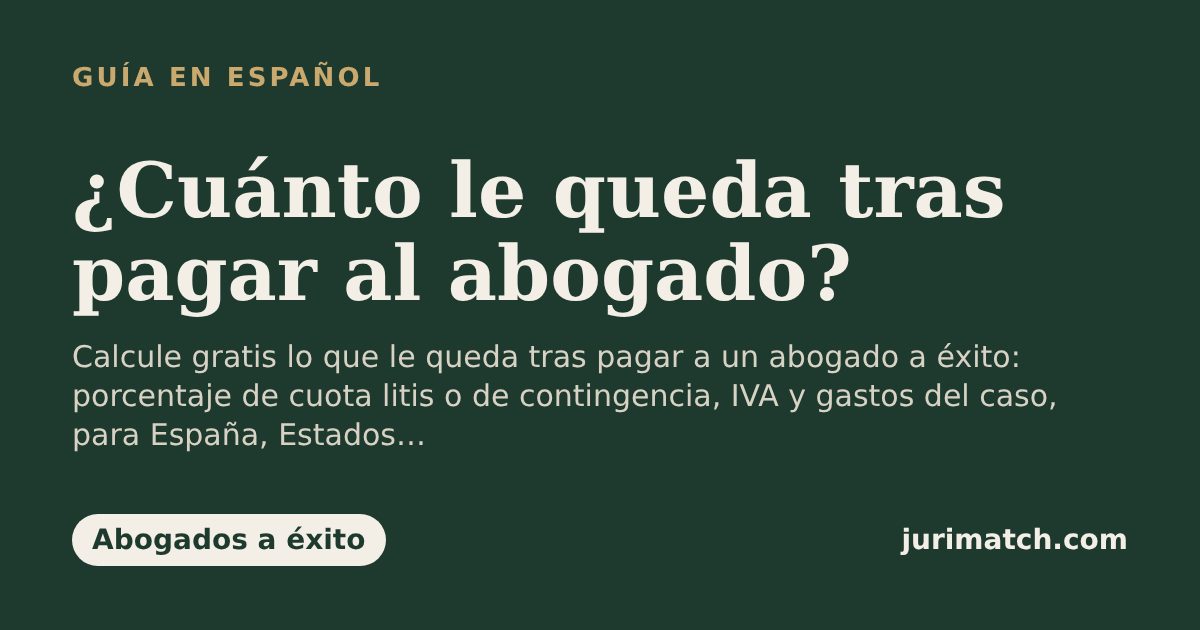 GUÍA EN ESPAÑOL
¿Cuánto le queda tras
pagar al abogado?
Calcule gratis lo que le queda tras pagar a un abogado a éxito:
porcentaje de cuota litis o de contingencia, IVA y gastos del caso,
para España, Estados...
Abogados a éxito
jurimatch.com